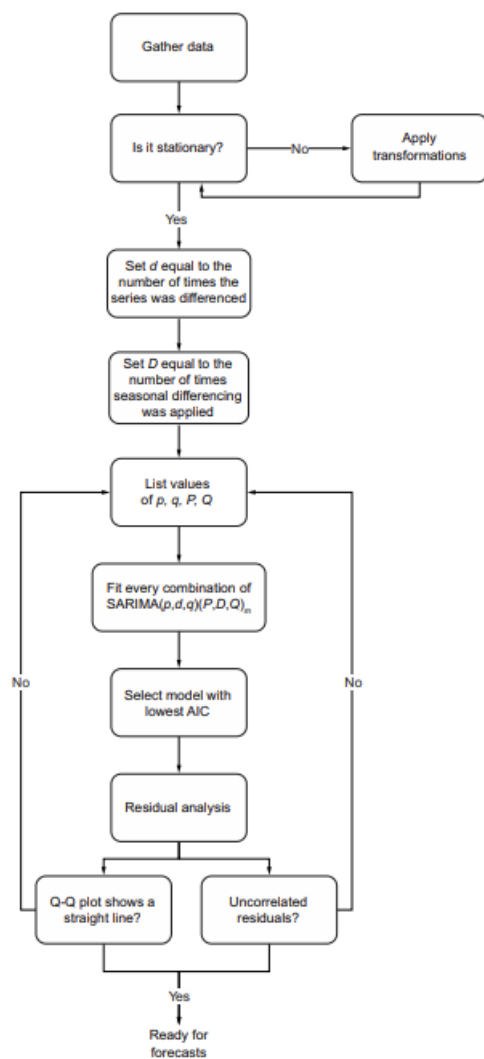 Gather data
Is it stationary?
No
Apply
transformations
Yes
Set d equal to the
number of times the
series was differenced
Set D equal to the
number of times
seasonal differencing
was applied
List values
of p, q, P, Q
Fit every combination of
SARIMA(p,d,q)(P,D,Q)m
No
No
Select model with
lowest AIC
Residual analysis
Q-Q plot shows a
straight line?
Uncorrelated
residuals?
Yes
Ready for
forecasts